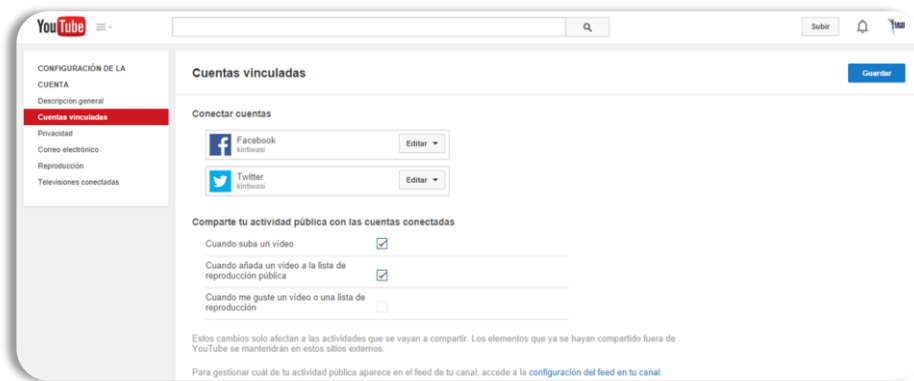 YouTube
Subir
CONFIGURACIÓN DE LA
CUENTA
Descripción general
Cuentas vinculadas
Privacidad
Correo electrónico
Reproducción
Televisiones conectadas
Cuentas vinculadas
Guardar
Conectar cuentas
Facebook
kintiwasi
Editar
Twitter
kintiwasi
Editar
Comparte tu actividad pública con las cuentas conectadas
Cuando suba un vídeo
Cuando añada un vídeo a la lista de
reproducción pública
Cuando me guste un vídeo o una lista de
reproducción
Estos cambios solo afectan a las actividades que se vayan a compartir. Los elementos que ya se hayan compartido fuera de
YouTube se mantendrán en estos sitios externos.
Para gestionar cuál de tu actividad pública aparece en el feed de tu canal, accede a la configuración del feed en tu canal.